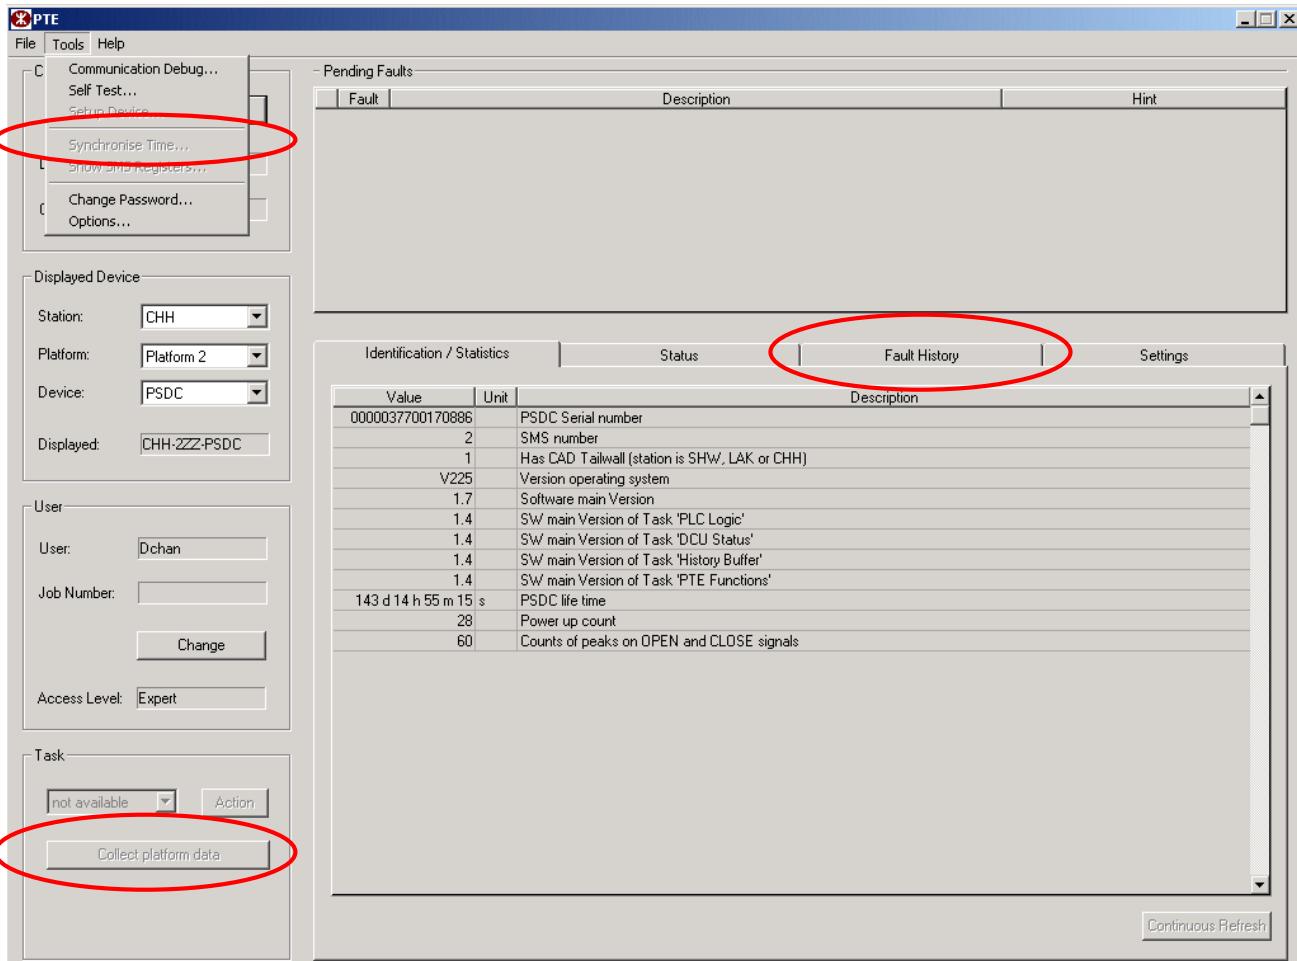 PTE
File Tools Help
Communication Debug...
Self Test...
Setup Device...
Synchronise Time...
Show SMS Registers...
Change Password...
Options...
Pending Faults
Fault Description Hint
Displayed Device
Station: CHH
Platform: Platform 2
Device: PSDC
Displayed: CHH-2ZZ-PSDC
User
User: Dchan
Job Number:
Change
Access Level: Expert
Task
not available Action
Collect platform data
Identification / Statistics Status Fault History Settings
Value Unit Description
0000037700170886 PSDC Serial number
2 SMS number
1 Has CAD Tailwall (station is SHW, LAK or CHH)
V225 Version operating system
1.7 Software main Version
1.4 SW main Version of Task 'PLC Logic'
1.4 SW main Version of Task 'DCU Status'
1.4 SW main Version of Task 'History Buffer'
1.4 SW main Version of Task 'PTE Functions'
143 d 14 h 55 m 15 s PSDC life time
28 Power up count
60 Counts of peaks on OPEN and CLOSE signals
Continuous Refresh